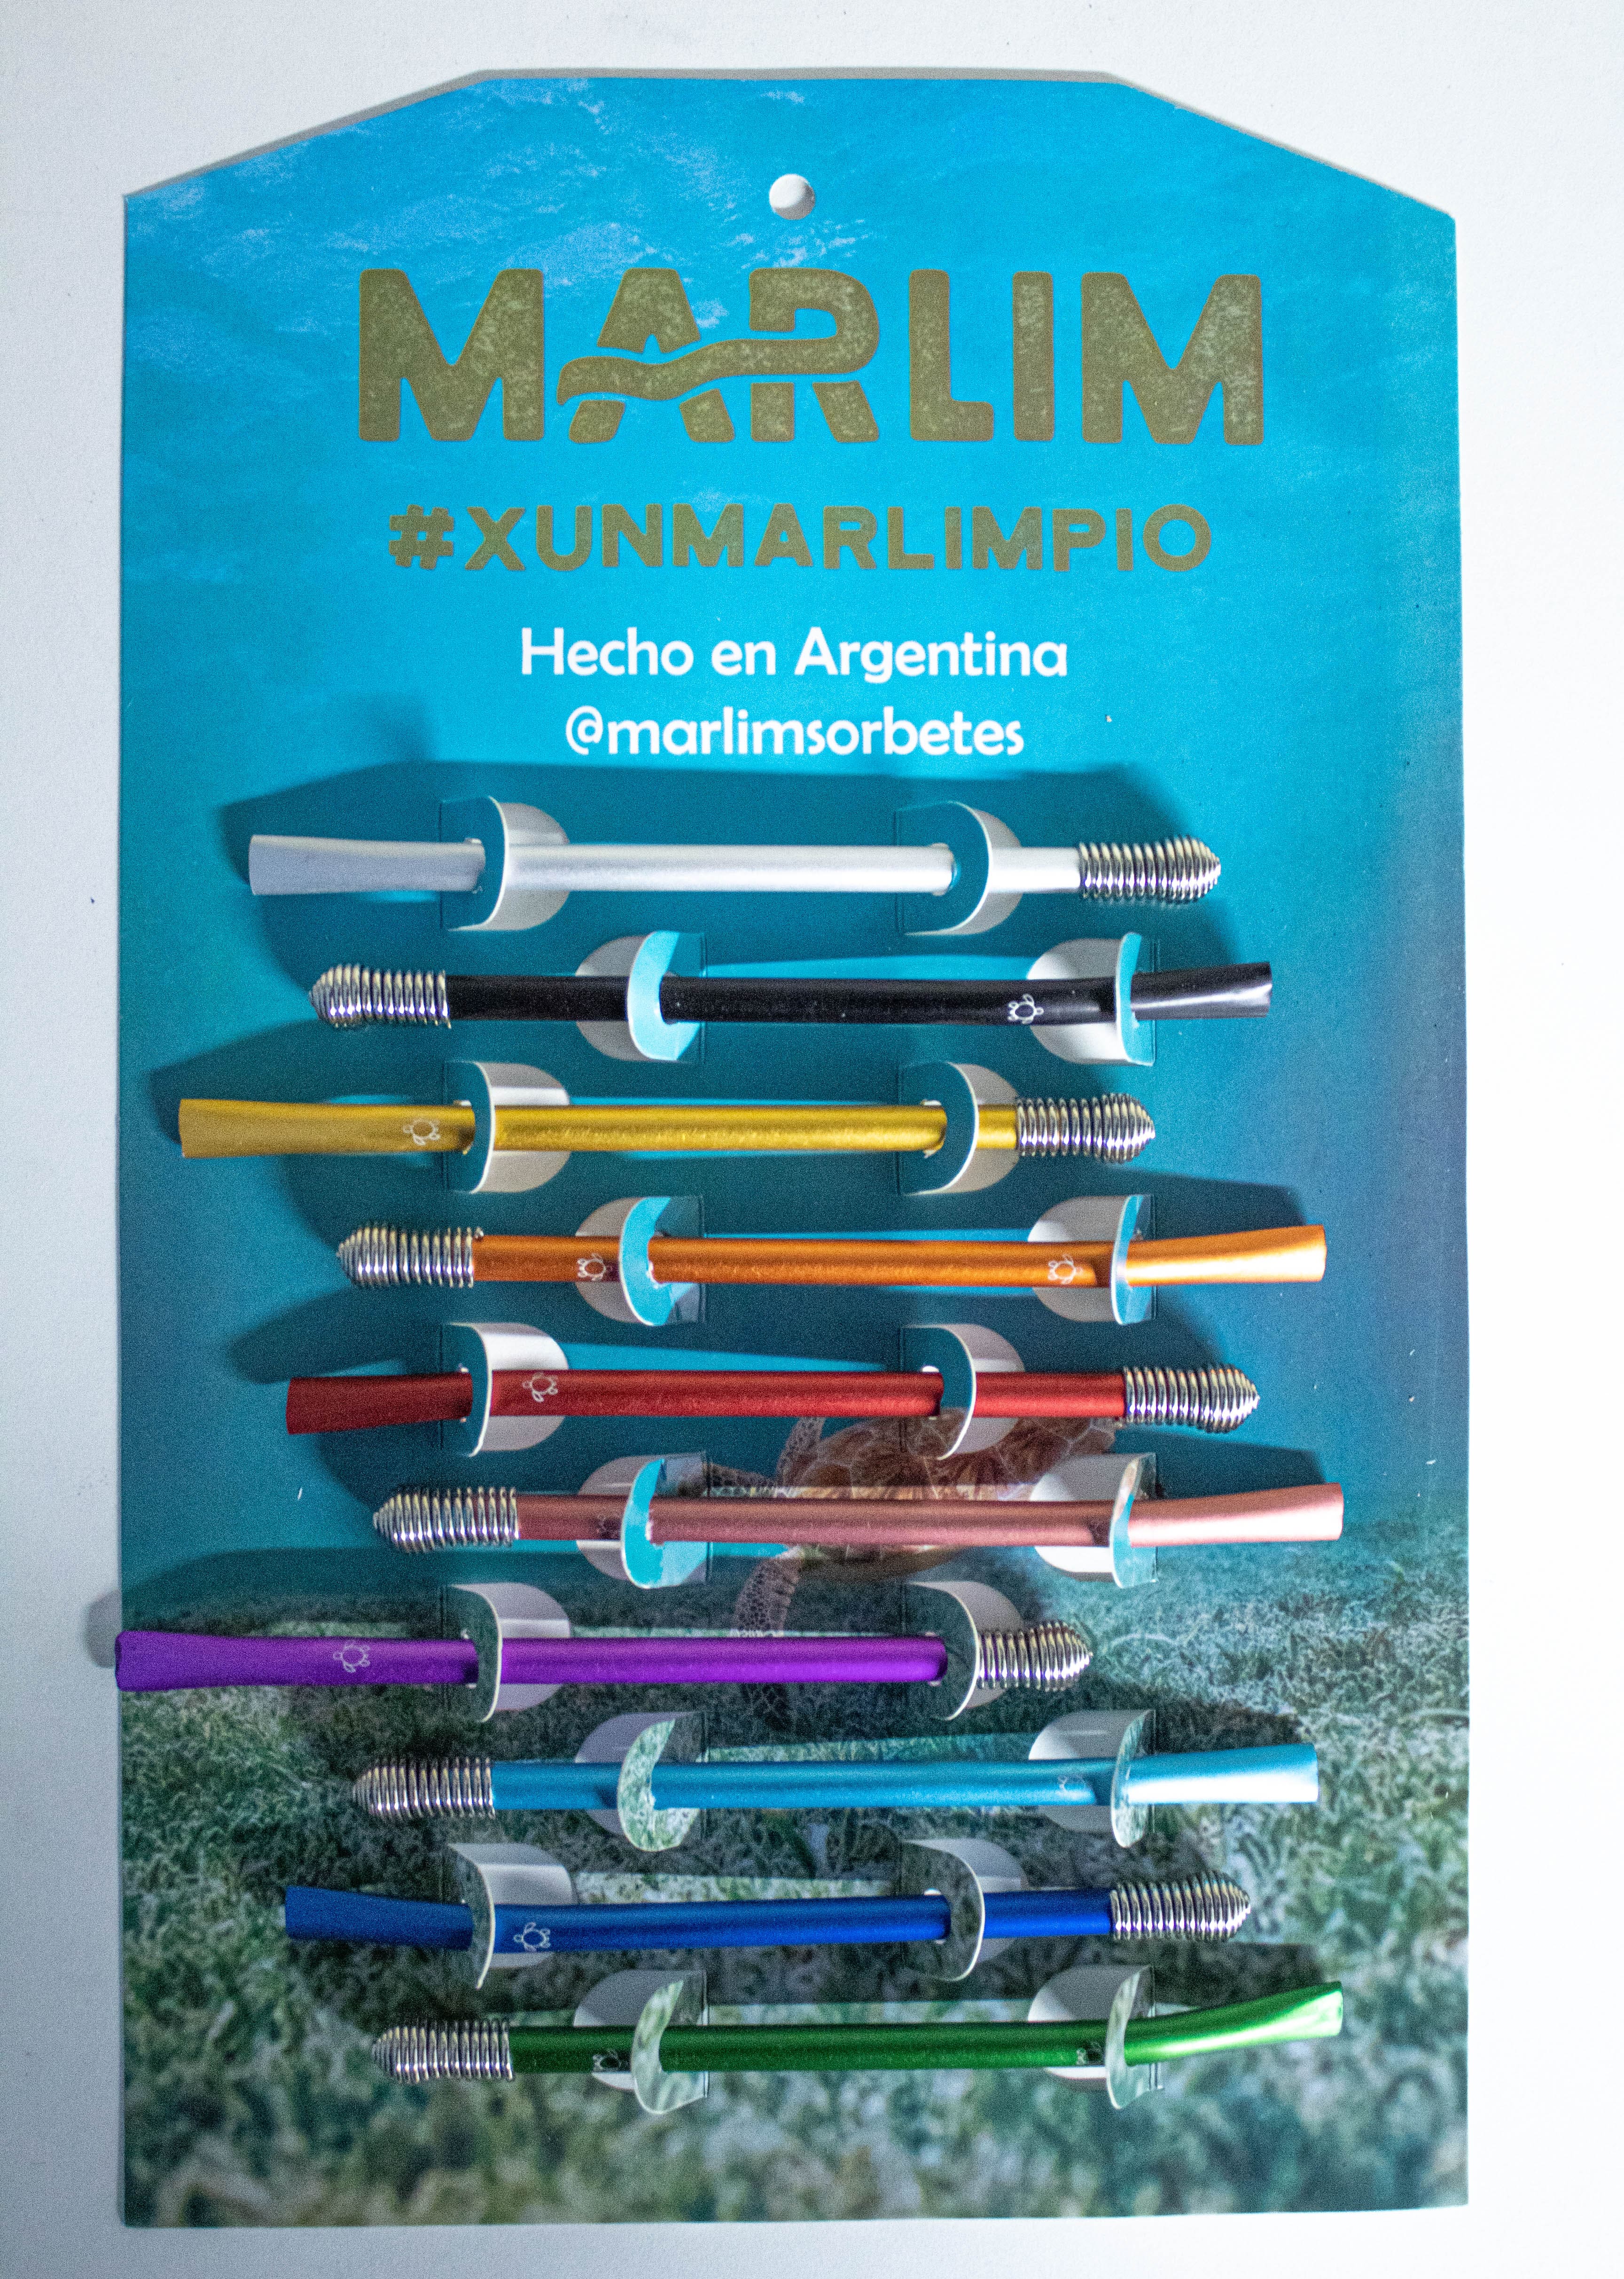 MARLIM
#XUNMARLIMPIO
Hecho en Argentina
@marlimsorbetes